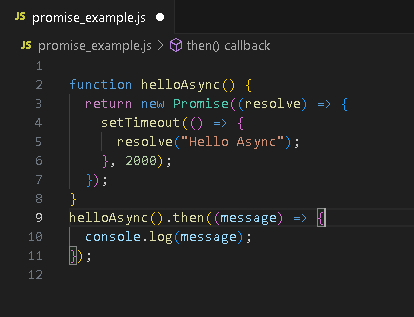 JS promise_example.js
JS promise_example.js > then() callback
1
2 function helloAsync() {
3   return new Promise((resolve) => {
4     setTimeout(() => {
5       resolve("Hello Async");
6     }, 2000);
7   });
8 }
9 helloAsync().then((message) => {
10   console.log(message);
11 });
12